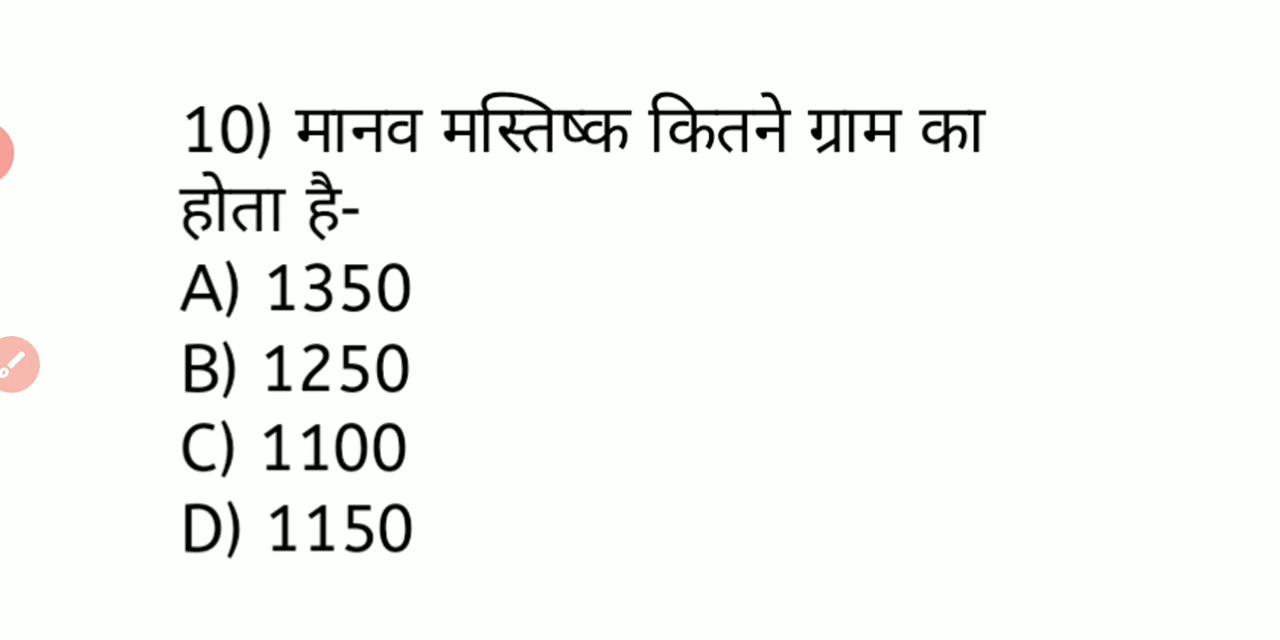 10) मानव मस्तिष्क कितने ग्राम का
होता है-
A) 1350
B) 1250
C) 1100
D) 1150